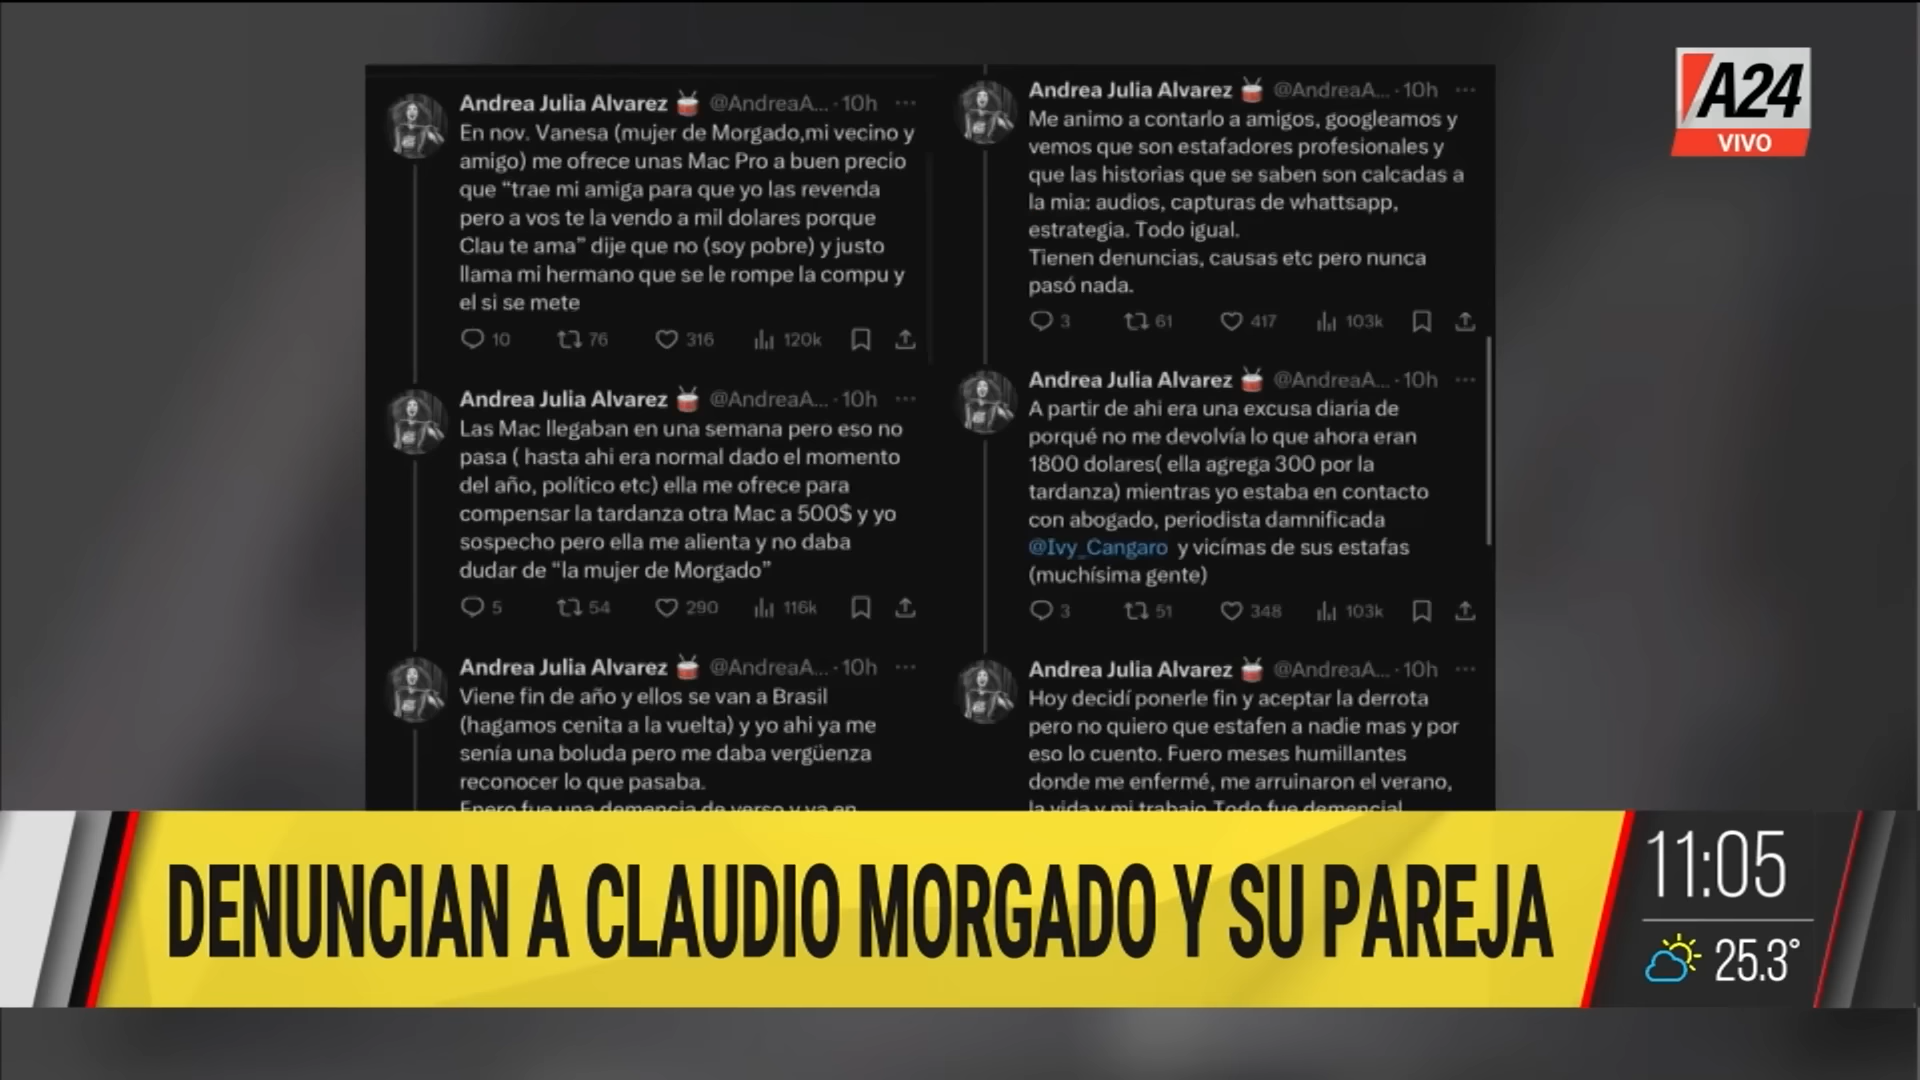 Andrea Julia Alvarez 🥁 @AndreaA... · 10h
En nov. Vanesa (mujer de Morgado,mi vecino y
amigo) me ofrece unas Mac Pro a buen precio
que “trae mi amiga para que yo las revenda
pero a vos te la vendo a mil dolares porque
Clau te ama” dije que no (soy pobre) y justo
llama mi hermano que se le rompe la compu y
el si se mete
10 76 316 120k
Andrea Julia Alvarez 🥁 @AndreaA... · 10h
Las Mac llegaban en una semana pero eso no
pasa ( hasta ahi era normal dado el momento
del año, político etc) ella me ofrece para
compensar la tardanza otra Mac a 500$ y yo
sospecho pero ella me alienta y no daba
dudar de “la mujer de Morgado”
5 54 290 116k
Andrea Julia Alvarez 🥁 @AndreaA... · 10h
Viene fin de año y ellos se van a Brasil
(hagamos cenita a la vuelta) y yo ahi ya me
senía una boluda pero me daba vergüenza
reconocer lo que pasaba.
Enero fue una demencia de verso y ya en
Andrea Julia Alvarez 🥁 @AndreaA... · 10h
Me animo a contarlo a amigos, googleamos y
vemos que son estafadores profesionales y
que las historias que se saben son calcadas a
la mia: audios, capturas de whattsapp,
estrategia. Todo igual.
Tienen denuncias, causas etc pero nunca
pasó nada.
3 61 417 103k
Andrea Julia Alvarez 🥁 @AndreaA... · 10h
A partir de ahi era una excusa diaria de
porqué no me devolvía lo que ahora eran
1800 dolares( ella agrega 300 por la
tardanza) mientras yo estaba en contacto
con abogado, periodista damnificada
@Ivy_Cangaro y vicímas de sus estafas
(muchísima gente)
3 51 348 103k
Andrea Julia Alvarez 🥁 @AndreaA... · 10h
Hoy decidí ponerle fin y aceptar la derrota
pero no quiero que estafen a nadie mas y por
eso lo cuento. Fuero meses humillantes
donde me enfermé, me arruinaron el verano,
la vida y mi trabajo Todo fue demencial
A24
VIVO
DENUNCIAN A CLAUDIO MORGADO Y SU PAREJA
11:05
25.3°